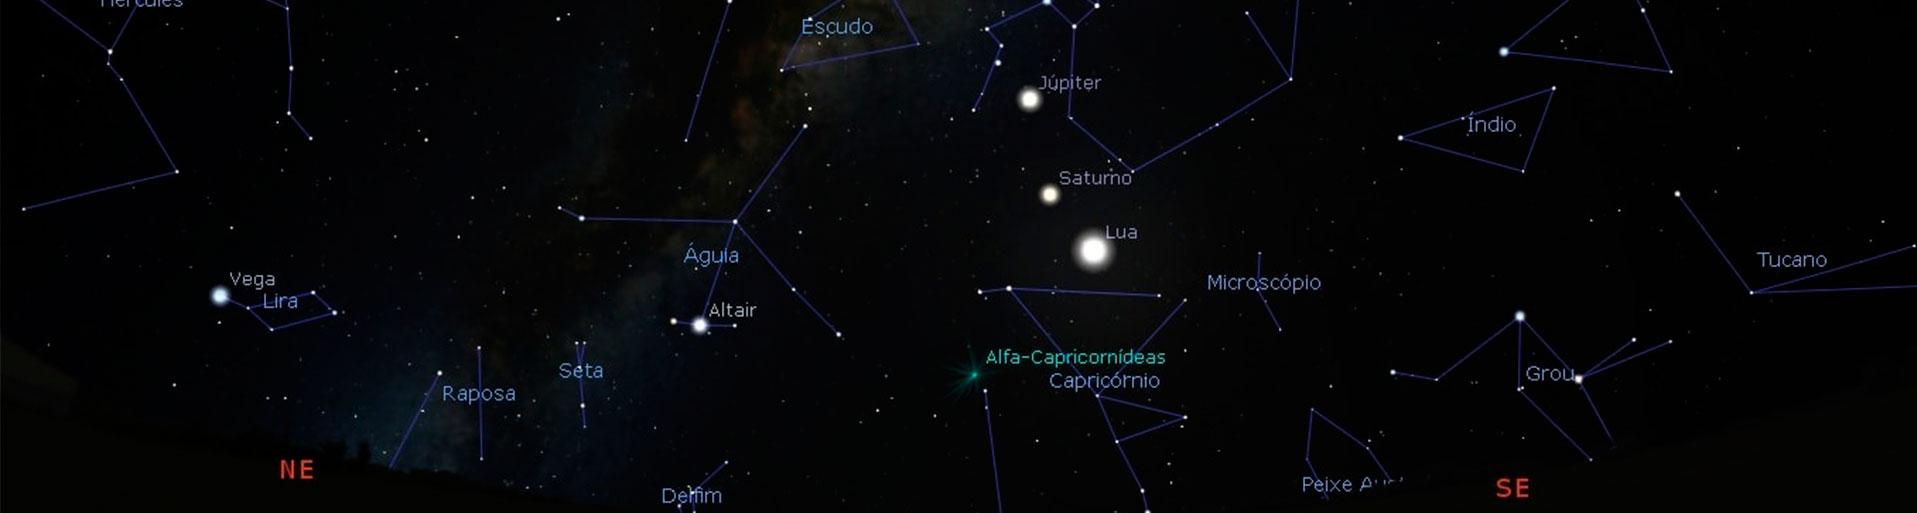 Hércules
Escudo
Júpiter
Índio
Saturno
Lua
Águia
Tucano
Vega
Lira
Microscópio
Altair
Alfa-Capricornídeas
Capricórnio
Seta
Raposa
Grou
NE
Peixe
SE
Delfim